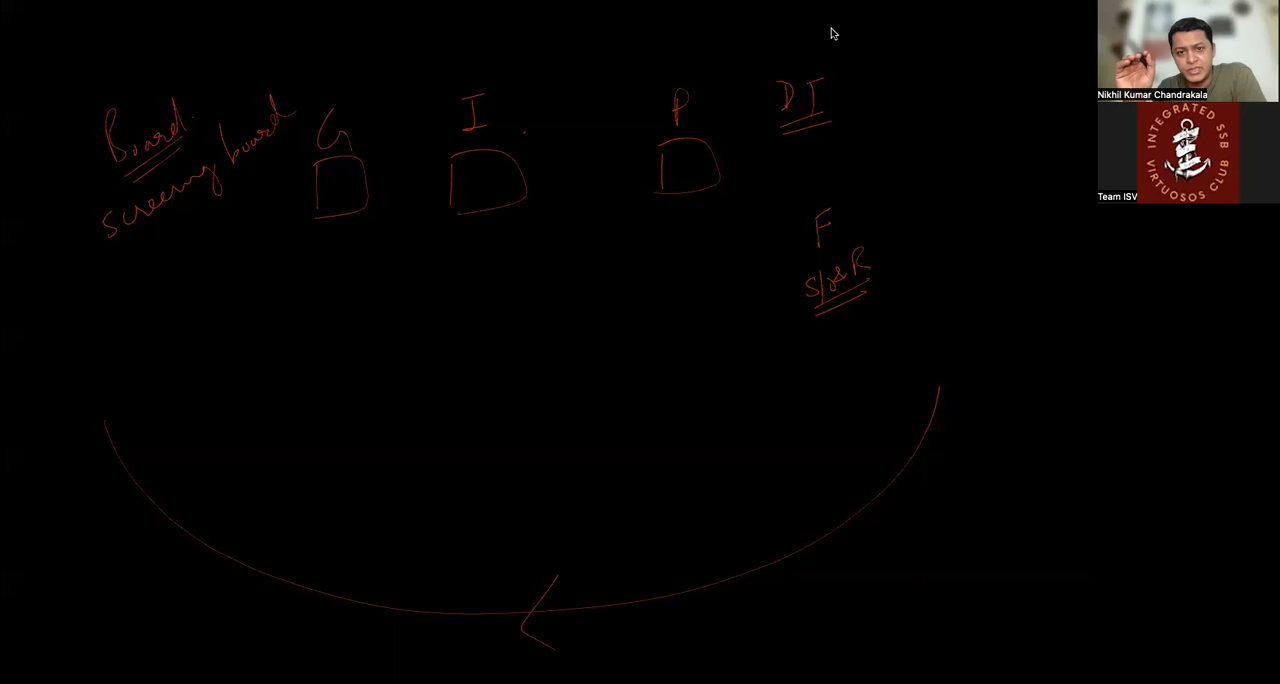 Board
screening board
G
I
P
DI
F
S/O&R
Nikhil Kumar Chandrakala
INTEGRATED SSB
VIRTUOSOS CLUB
Team ISV